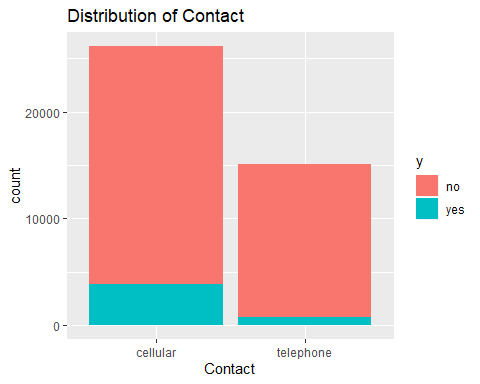 Distribution of Contact
20000
10000
0
count
cellular
telephone
Contact
y
no
yes